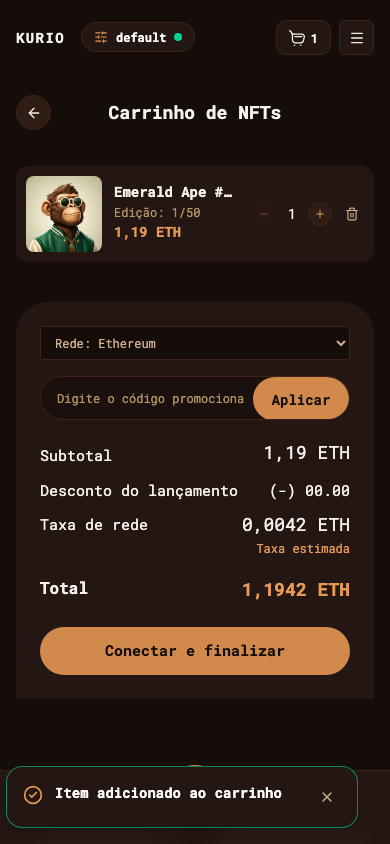 KURIO
default
1
Carrinho de NFTs
Emerald Ape #…
Edição: 1/50
1,19 ETH
1
Rede: Ethereum
Digite o código promociona
Aplicar
Subtotal 1,19 ETH
Desconto do lançamento (-) 00.00
Taxa de rede 0,0042 ETH
Taxa estimada
Total 1,1942 ETH
Conectar e finalizar
Item adicionado ao carrinho